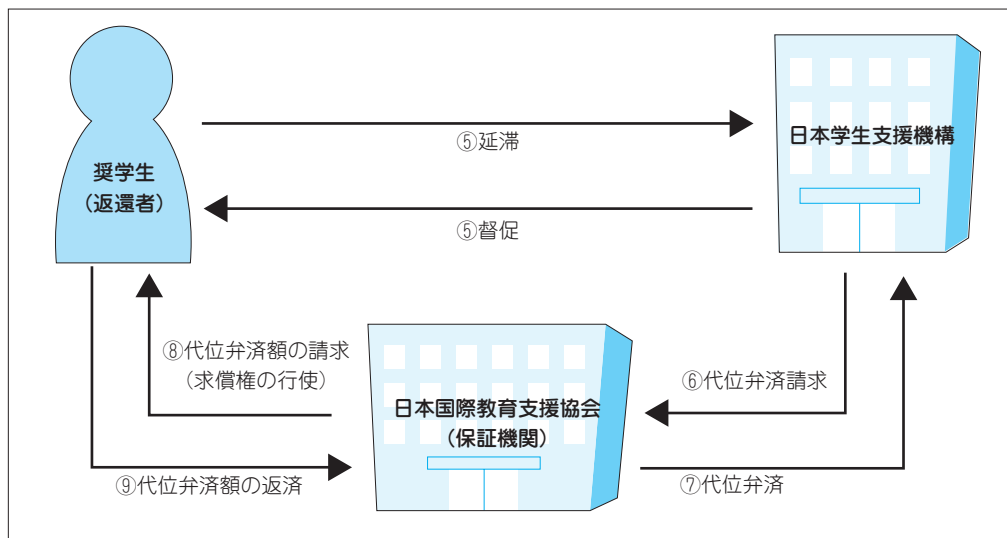 ⑤延滞
日本学生支援機構
奨学生
（返還者）
⑤督促
⑧代位弁済額の請求
（求償権の行使）
⑥代位弁済請求
日本国際教育支援協会
（保証機関）
⑨代位弁済額の返済
⑦代位弁済